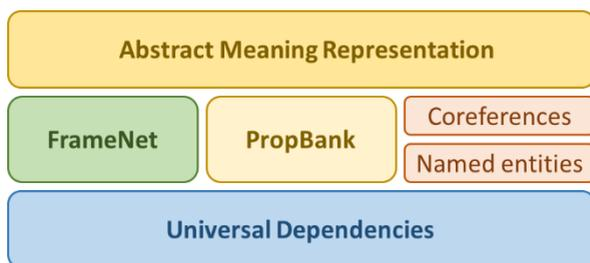 Abstract Meaning Representation
FrameNet
PropBank
Coreferences
Named entities
Universal Dependencies